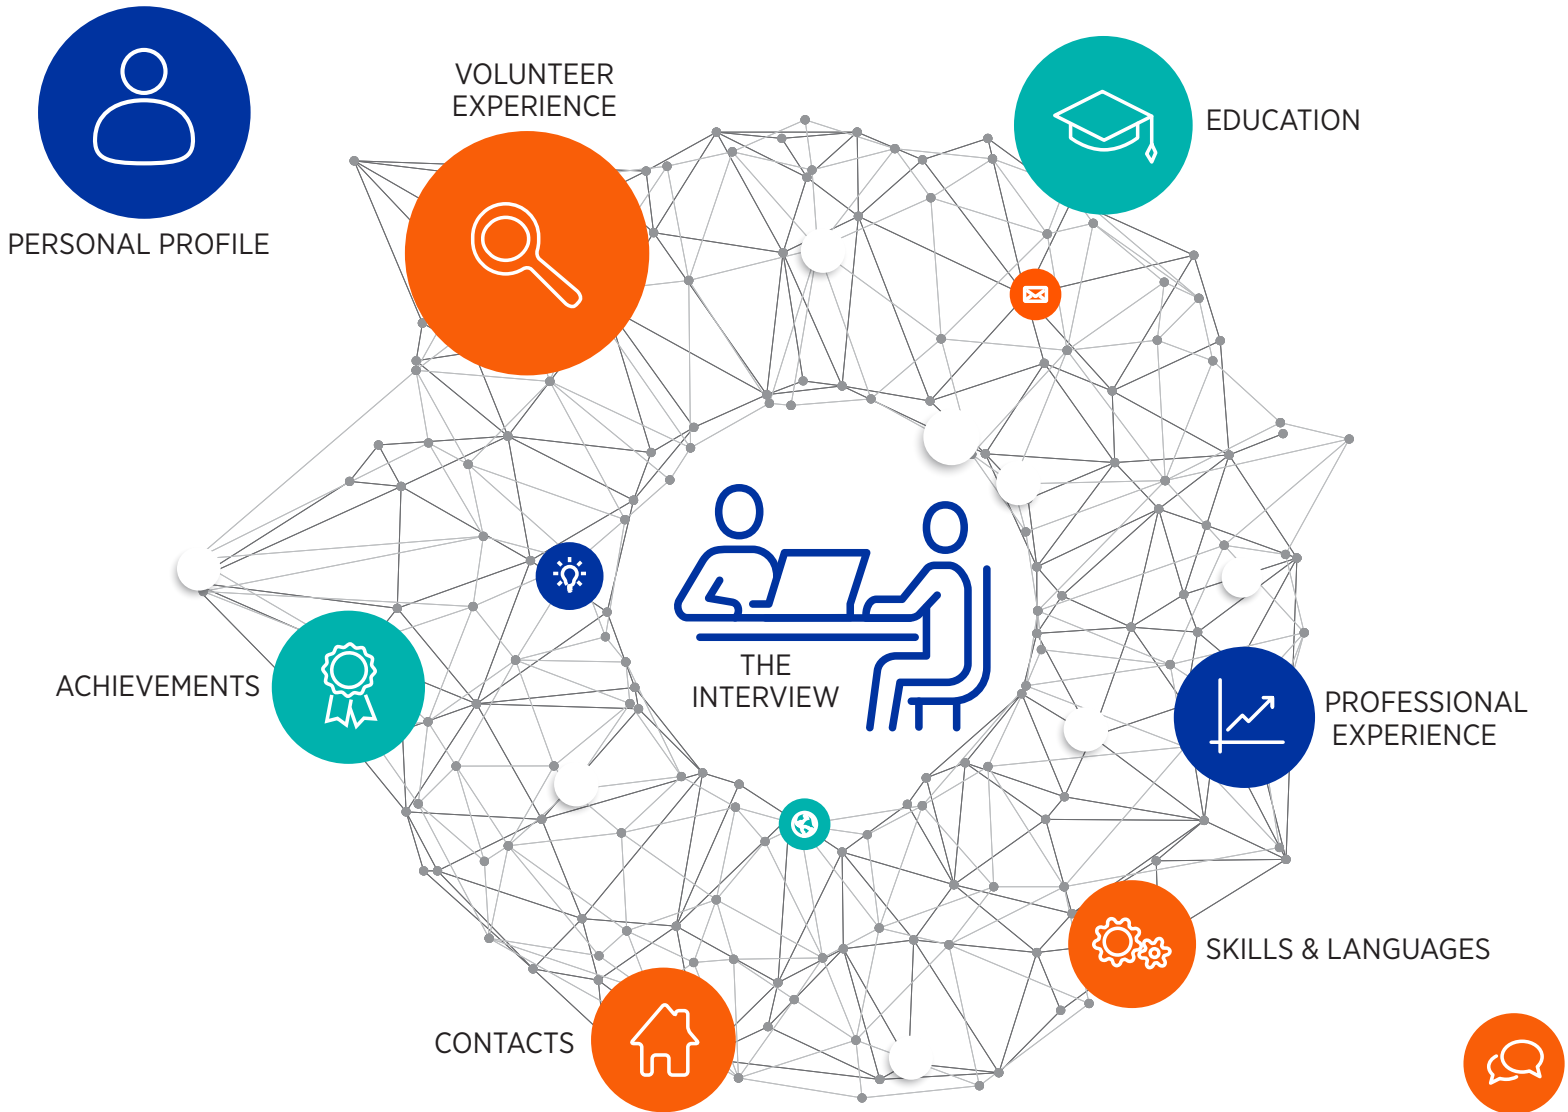 VOLUNTEER
EXPERIENCE
EDUCATION
PERSONAL PROFILE
THE
INTERVIEW
ACHIEVEMENTS
PROFESSIONAL
EXPERIENCE
SKILLS & LANGUAGES
CONTACTS